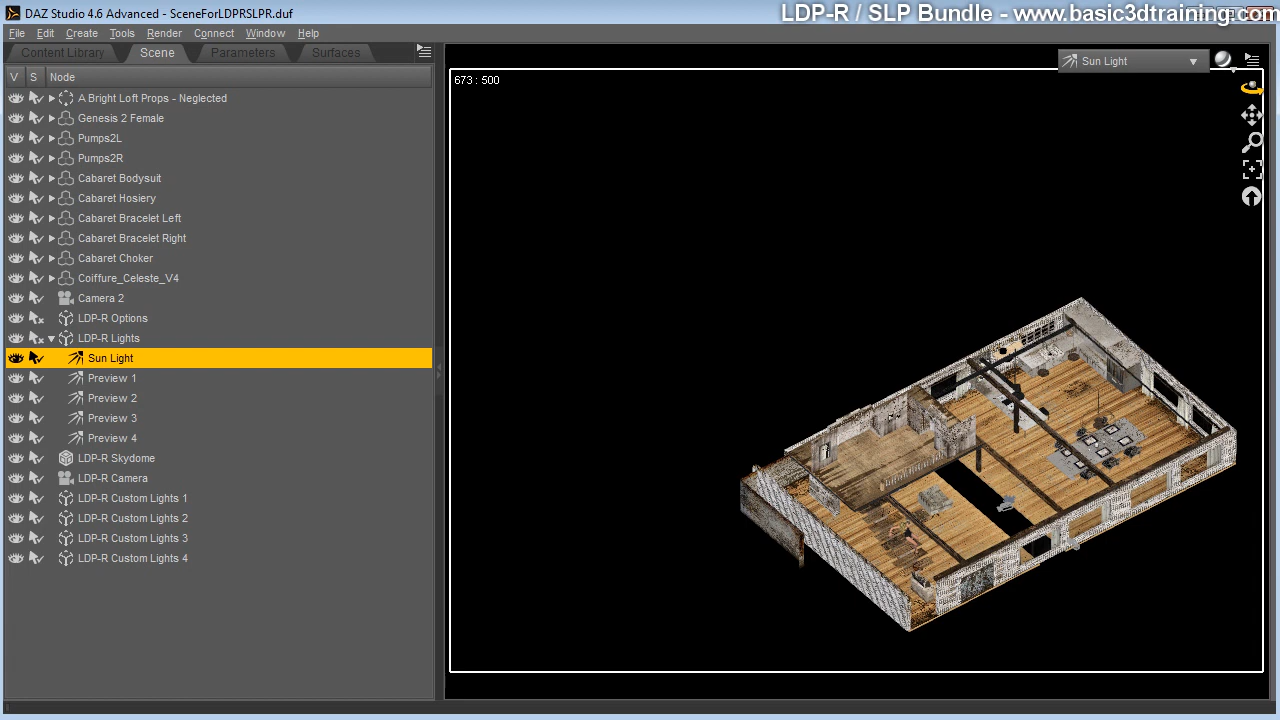 DAZ Studio 4.6 Advanced - SceneForLDPRSLPR.duf
LDP-R / SLP Bundle - www.basic3dtraining.com
File Edit Create Tools Render Connect Window Help
Content Library Scene Parameters Surfaces
V S Node
A Bright Loft Props - Neglected
Genesis 2 Female
Pumps2L
Pumps2R
Cabaret Bodysuit
Cabaret Hosiery
Cabaret Bracelet Left
Cabaret Bracelet Right
Cabaret Choker
Coiffure_Celeste_V4
Camera 2
LDP-R Options
LDP-R Lights
Sun Light
Preview 1
Preview 2
Preview 3
Preview 4
LDP-R Skydome
LDP-R Camera
LDP-R Custom Lights 1
LDP-R Custom Lights 2
LDP-R Custom Lights 3
LDP-R Custom Lights 4
673 : 500
Sun Light